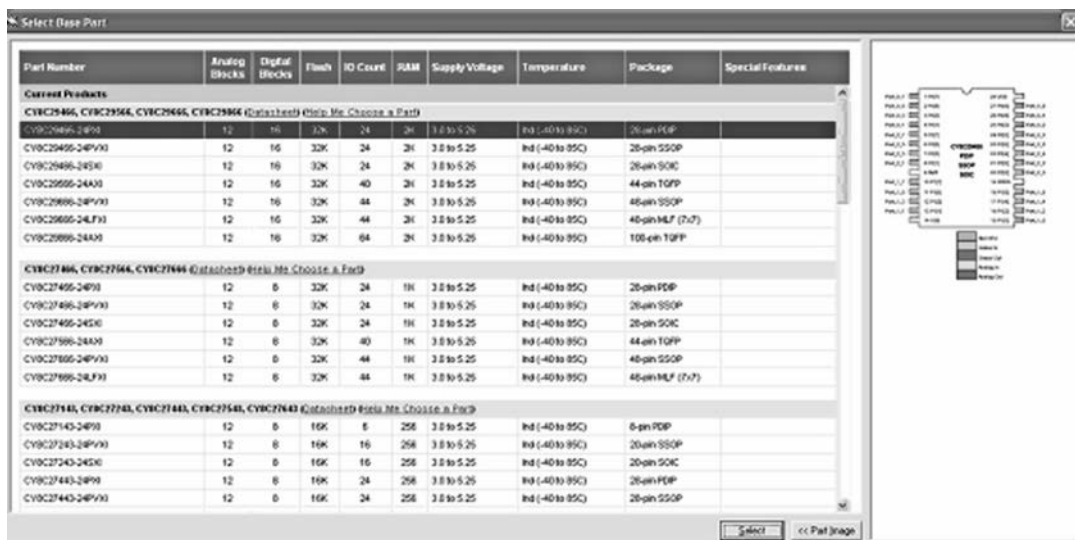 Select Base Part
Part Number Analog Blocks Digital Blocks Flash IO Count RAM Supply Voltage Temperature Package Special Features
Current Products
CY8C29466, CY8C29566, CY8C29666, CY8C29866 (Datasheet) (Help Me Choose a Part)
CY8C29466-24PXI 12 16 32K 24 2K 3.0 to 5.25 Ind (-40 to 85C) 28-pin PDIP
CY8C29466-24PVXI 12 16 32K 24 2K 3.0 to 5.25 Ind (-40 to 85C) 28-pin SSOP
CY8C29466-24SXI 12 16 32K 24 2K 3.0 to 5.25 Ind (-40 to 85C) 28-pin SOIC
CY8C29566-24AXI 12 16 32K 40 2K 3.0 to 5.25 Ind (-40 to 85C) 44-pin TQFP
CY8C29666-24PVXI 12 16 32K 44 2K 3.0 to 5.25 Ind (-40 to 85C) 48-pin SSOP
CY8C29666-24LFXI 12 16 32K 44 2K 3.0 to 5.25 Ind (-40 to 85C) 48-pin MLF (7x7)
CY8C29866-24AXI 12 16 32K 64 2K 3.0 to 5.25 Ind (-40 to 85C) 100-pin TQFP
CY8C27466, CY8C27566, CY8C27666 (Datasheet) (Help Me Choose a Part)
CY8C27466-24PXI 12 8 32K 24 1K 3.0 to 5.25 Ind (-40 to 85C) 28-pin PDIP
CY8C27466-24PVXI 12 8 32K 24 1K 3.0 to 5.25 Ind (-40 to 85C) 28-pin SSOP
CY8C27466-24SXI 12 8 32K 24 1K 3.0 to 5.25 Ind (-40 to 85C) 28-pin SOIC
CY8C27566-24AXI 12 8 32K 40 1K 3.0 to 5.25 Ind (-40 to 85C) 44-pin TQFP
CY8C27666-24PVXI 12 8 32K 44 1K 3.0 to 5.25 Ind (-40 to 85C) 48-pin SSOP
CY8C27666-24LFXI 12 8 32K 44 1K 3.0 to 5.25 Ind (-40 to 85C) 48-pin MLF (7x7)
CY8C27143, CY8C27243, CY8C27443, CY8C27543, CY8C27643 (Datasheet) (Help Me Choose a Part)
CY8C27143-24PXI 12 8 16K 6 256 3.0 to 5.25 Ind (-40 to 85C) 8-pin PDIP
CY8C27243-24PVXI 12 8 16K 16 256 3.0 to 5.25 Ind (-40 to 85C) 20-pin SSOP
CY8C27243-24SXI 12 8 16K 16 256 3.0 to 5.25 Ind (-40 to 85C) 20-pin SOIC
CY8C27443-24PXI 12 8 16K 24 256 3.0 to 5.25 Ind (-40 to 85C) 28-pin PDIP
CY8C27443-24PVXI 12 8 16K 24 256 3.0 to 5.25 Ind (-40 to 85C) 28-pin SSOP
Select << Part Image
CY8C29466
PDIP
SSOP
SOIC
Analog In
Analog Out